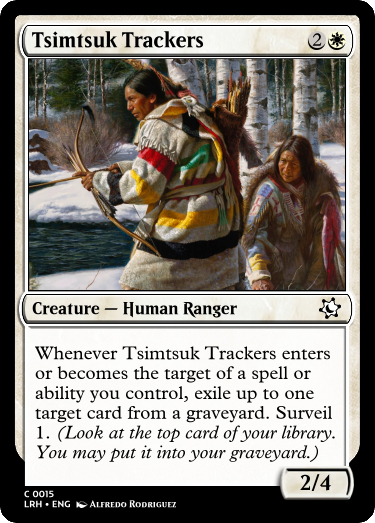 Tsimtsuk Trackers 2
Creature — Human Ranger
Whenever Tsimtsuk Trackers enters
or becomes the target of a spell or
ability you control, exile up to one
target card from a graveyard. Surveil
1. (Look at the top card of your library.
You may put it into your graveyard.)
2/4
C 0015
LRH • ENG Alfredo Rodriguez